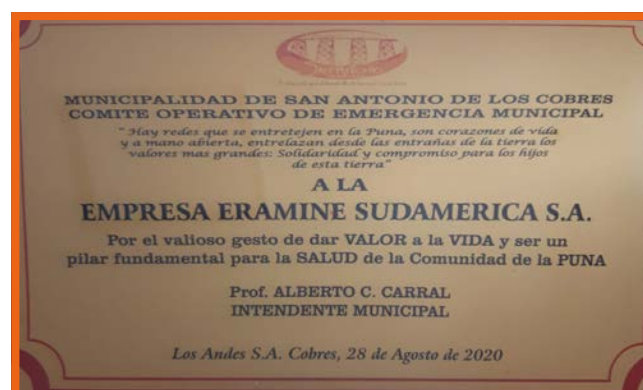 MUNICIPALIDAD DE SAN ANTONIO DE LOS COBRES
COMITE OPERATIVO DE EMERGENCIA MUNICIPAL
"Hay redes que se entretejen en la Puna, son corazones de vida
y a mano abierta, entrelazan desde las entrañas de la tierra los
valores mas grandes: Solidaridad y compromiso para los hijos
de esta tierra"
A LA
EMPRESA ERAMINE SUDAMERICA S.A.
Por el valioso gesto de dar VALOR a la VIDA y ser un
pilar fundamental para la SALUD de la Comunidad de la PUNA
Prof. ALBERTO C. CARRAL
INTENDENTE MUNICIPAL
Los Andes S.A. Cobres, 28 de Agosto de 2020